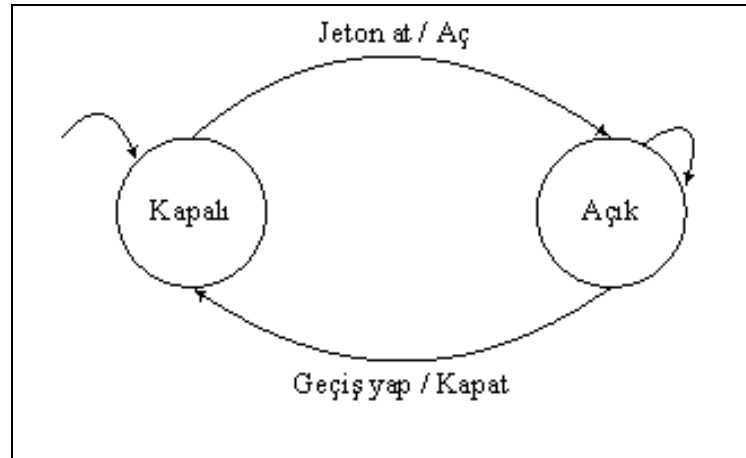 Jeton at / Aç
Kapalı
Açık
Geçiş yap / Kapat